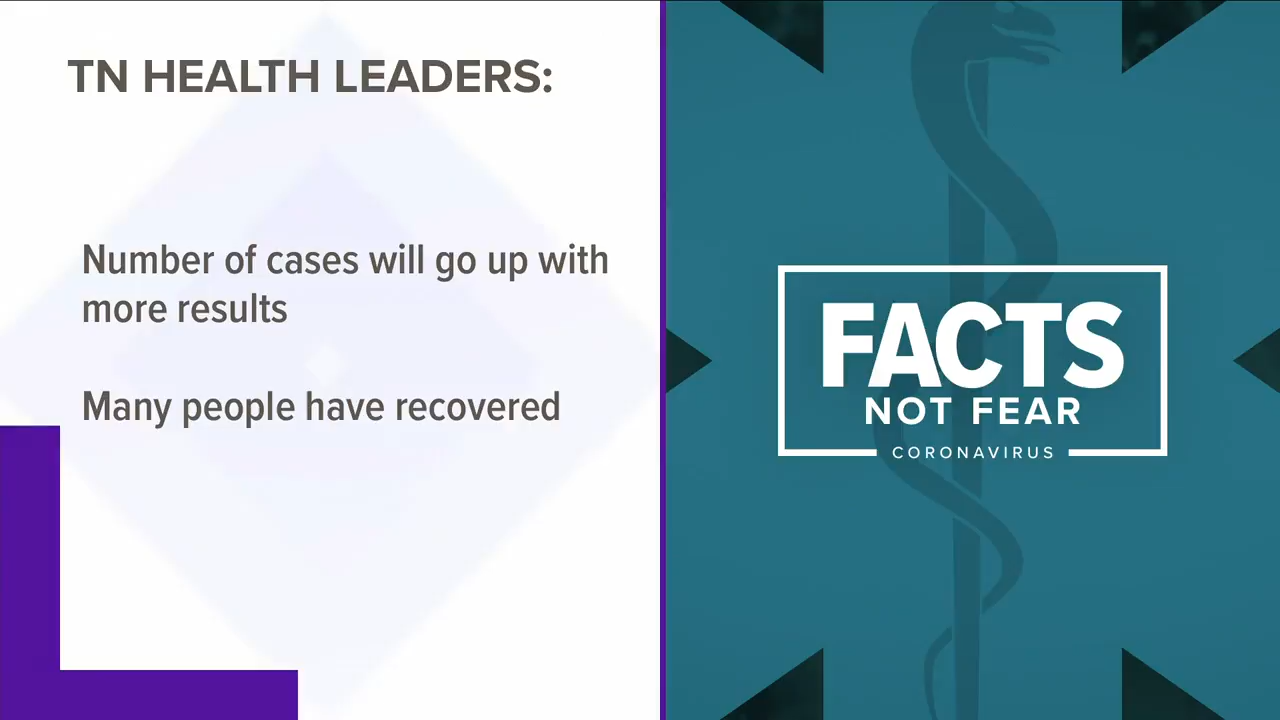 TN HEALTH LEADERS:
Number of cases will go up with
more results
Many people have recovered
FACTS
NOT FEAR
CORONAVIRUS